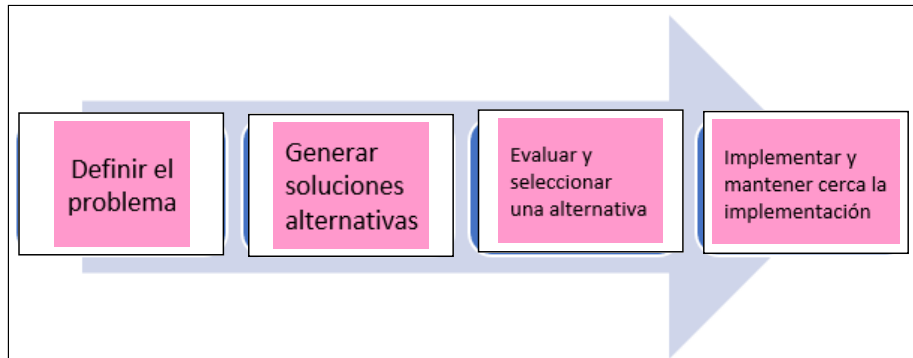 Definir el
problema
Generar
soluciones
alternativas
Evaluar y
seleccionar
una alternativa
Implementar y
mantener cerca la
implementación